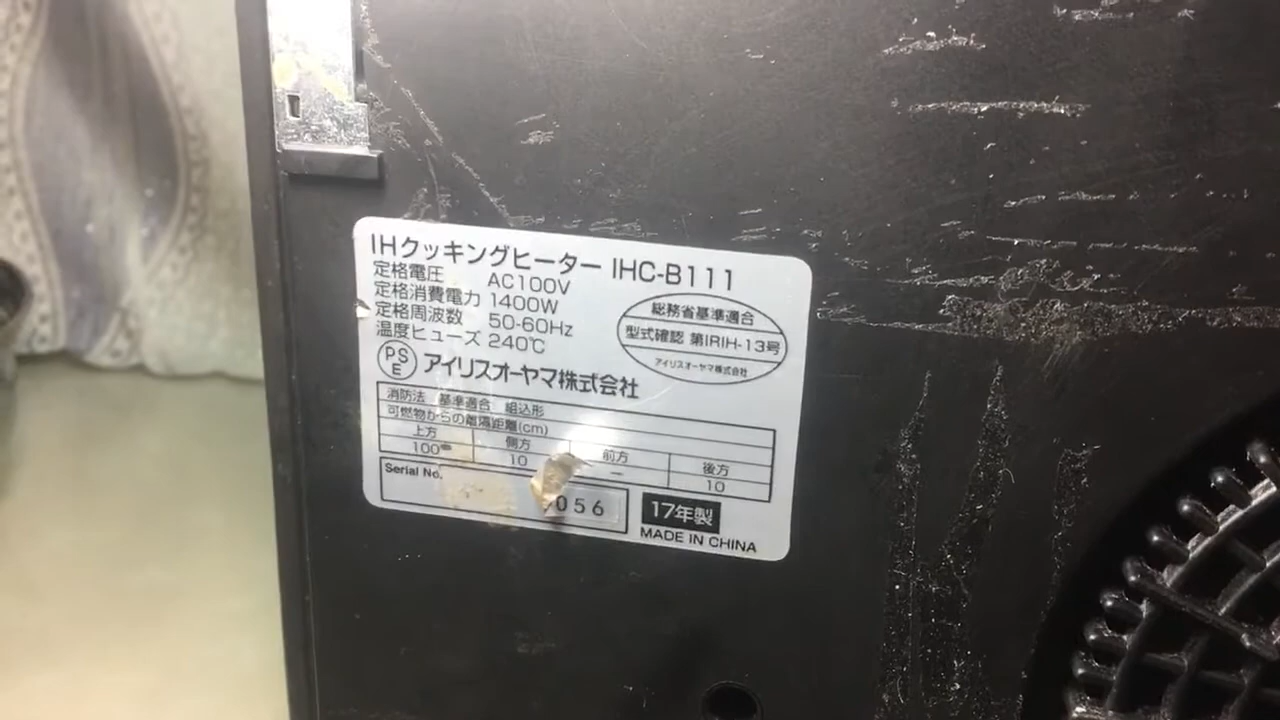 IHクッキングヒーター IHC-B111
定格電圧 AC100V
定格消費電力 1400W
定格周波数 50-60Hz
温度ヒューズ 240℃
総務省基準適合
型式確認 第IRIH-13号
アイリスオーヤマ株式会社
PSE アイリスオーヤマ株式会社
消防法 基準適合 組込形
可燃物からの離隔距離(cm)
上方 側方 前方 後方
100 10 － 10
Serial No.
056
17年製
MADE IN CHINA